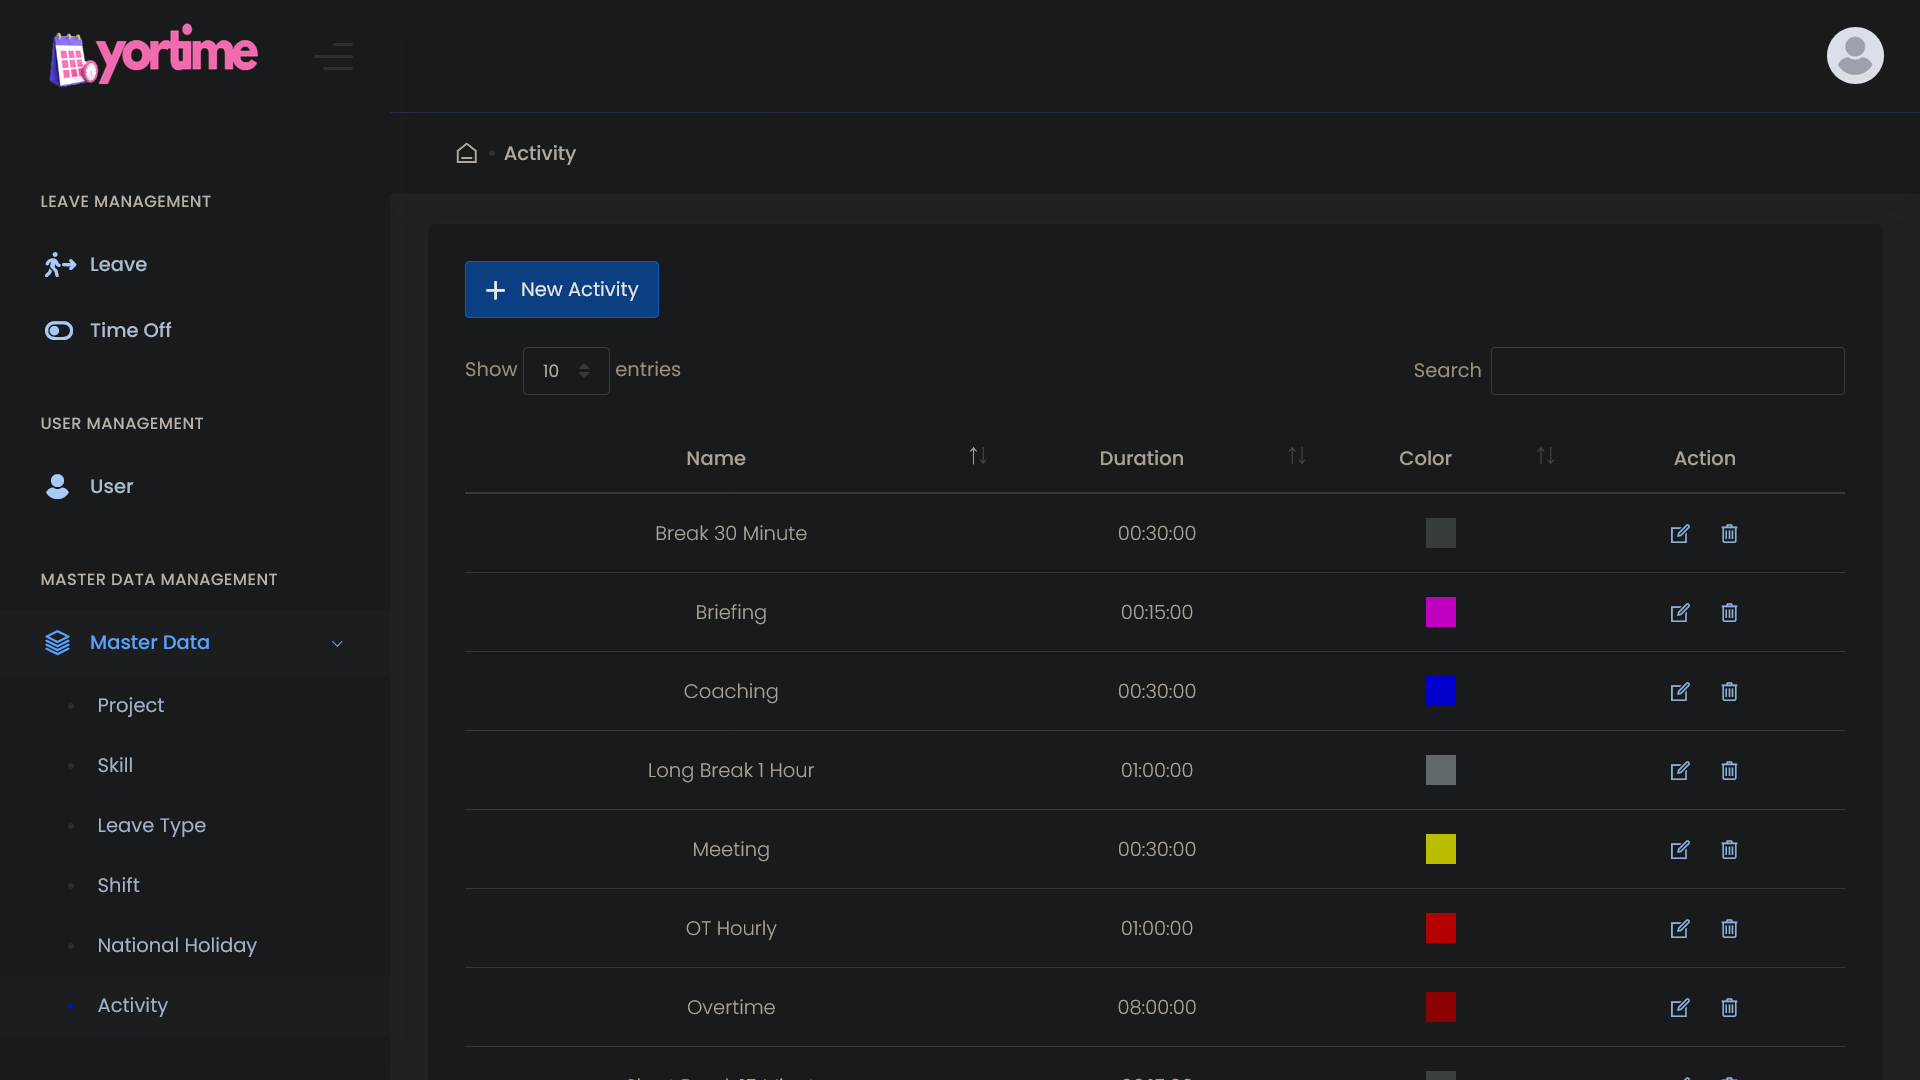 yortime
LEAVE MANAGEMENT
Leave
Time Off
USER MANAGEMENT
User
MASTER DATA MANAGEMENT
Master Data
Project
Skill
Leave Type
Shift
National Holiday
Activity
Activity
New Activity
Show 10 entries
Search
Name Duration Color Action
Break 30 Minute 00:30:00
Briefing 00:15:00
Coaching 00:30:00
Long Break 1 Hour 01:00:00
Meeting 00:30:00
OT Hourly 01:00:00
Overtime 08:00:00